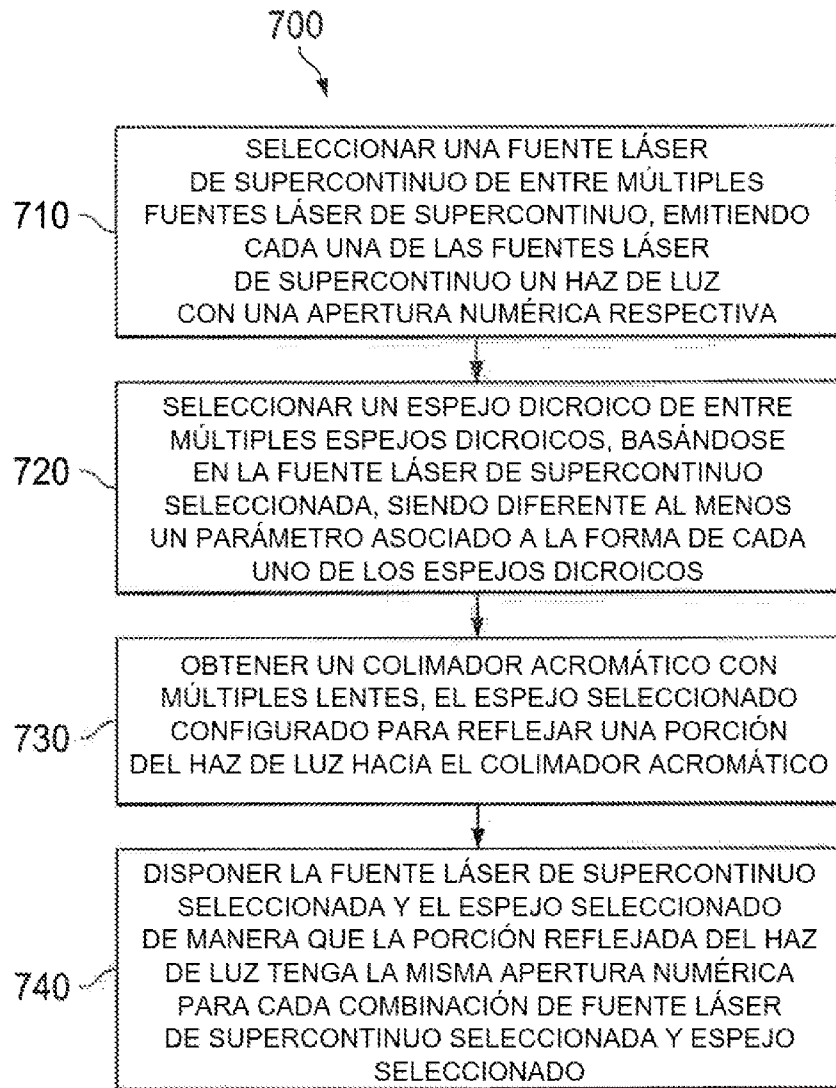 700
710
SELECCIONAR UNA FUENTE LÁSER
DE SUPERCONTINUO DE ENTRE MÚLTIPLES
FUENTES LÁSER DE SUPERCONTINUO, EMITIENDO
CADA UNA DE LAS FUENTES LÁSER
DE SUPERCONTINUO UN HAZ DE LUZ
CON UNA APERTURA NUMÉRICA RESPECTIVA
720
SELECCIONAR UN ESPEJO DICROICO DE ENTRE
MÚLTIPLES ESPEJOS DICROICOS, BASÁNDOSE
EN LA FUENTE LÁSER DE SUPERCONTINUO
SELECCIONADA, SIENDO DIFERENTE AL MENOS
UN PARÁMETRO ASOCIADO A LA FORMA DE CADA
UNO DE LOS ESPEJOS DICROICOS
730
OBTENER UN COLIMADOR ACROMÁTICO CON
MÚLTIPLES LENTES, EL ESPEJO SELECCIONADO
CONFIGURADO PARA REFLEJAR UNA PORCIÓN
DEL HAZ DE LUZ HACIA EL COLIMADOR ACROMÁTICO
740
DISPONER LA FUENTE LÁSER DE SUPERCONTINUO
SELECCIONADA Y EL ESPEJO SELECCIONADO
DE MANERA QUE LA PORCIÓN REFLEJADA DEL HAZ
DE LUZ TENGA LA MISMA APERTURA NUMÉRICA
PARA CADA COMBINACIÓN DE FUENTE LÁSER
DE SUPERCONTINUO SELECCIONADA Y ESPEJO
SELECCIONADO